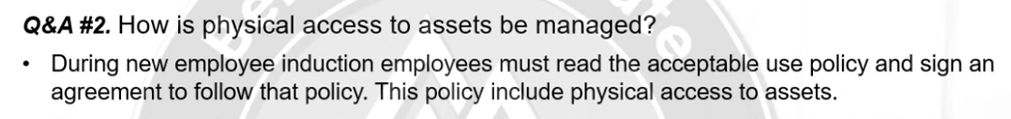 Q&A #2. How is physical access to assets be managed?
• During new employee induction employees must read the acceptable use policy and sign an
agreement to follow that policy. This policy include physical access to assets.